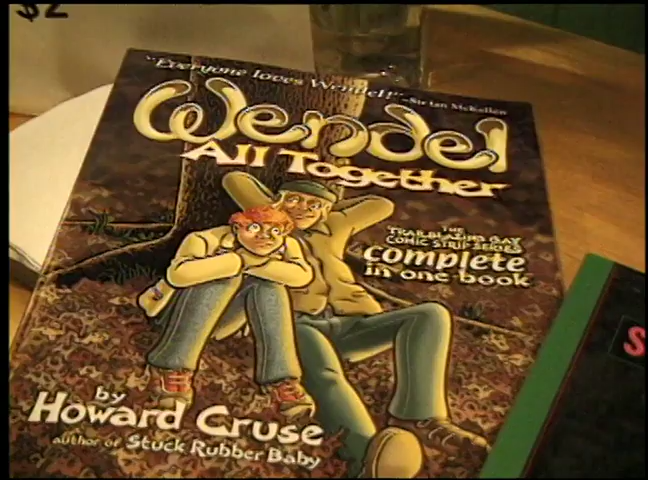 $2
"Everyone loves Wendel!" -Sir Ian McKellen
Wendel
All Together
THE
TRAILBLAZING GAY
COMIC STRIP SERIES
complete
in one book
by
Howard Cruse
author of Stuck Rubber Baby
S